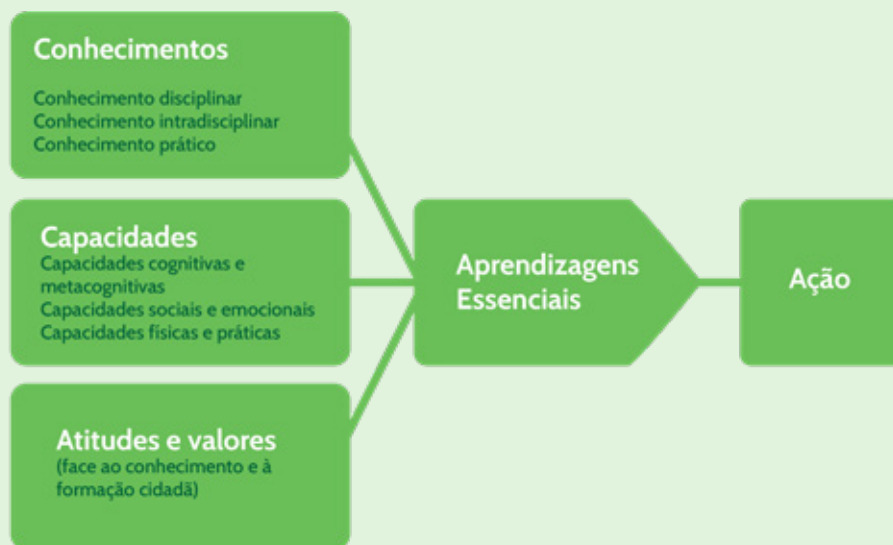 Conhecimentos
Conhecimento disciplinar
Conhecimento intradisciplinar
Conhecimento prático
Capacidades
Capacidades cognitivas e
metacognitivas
Capacidades sociais e emocionais
Capacidades físicas e práticas
Atitudes e valores
(face ao conhecimento e à
formação cidadã)
Aprendizagens
Essenciais
Ação